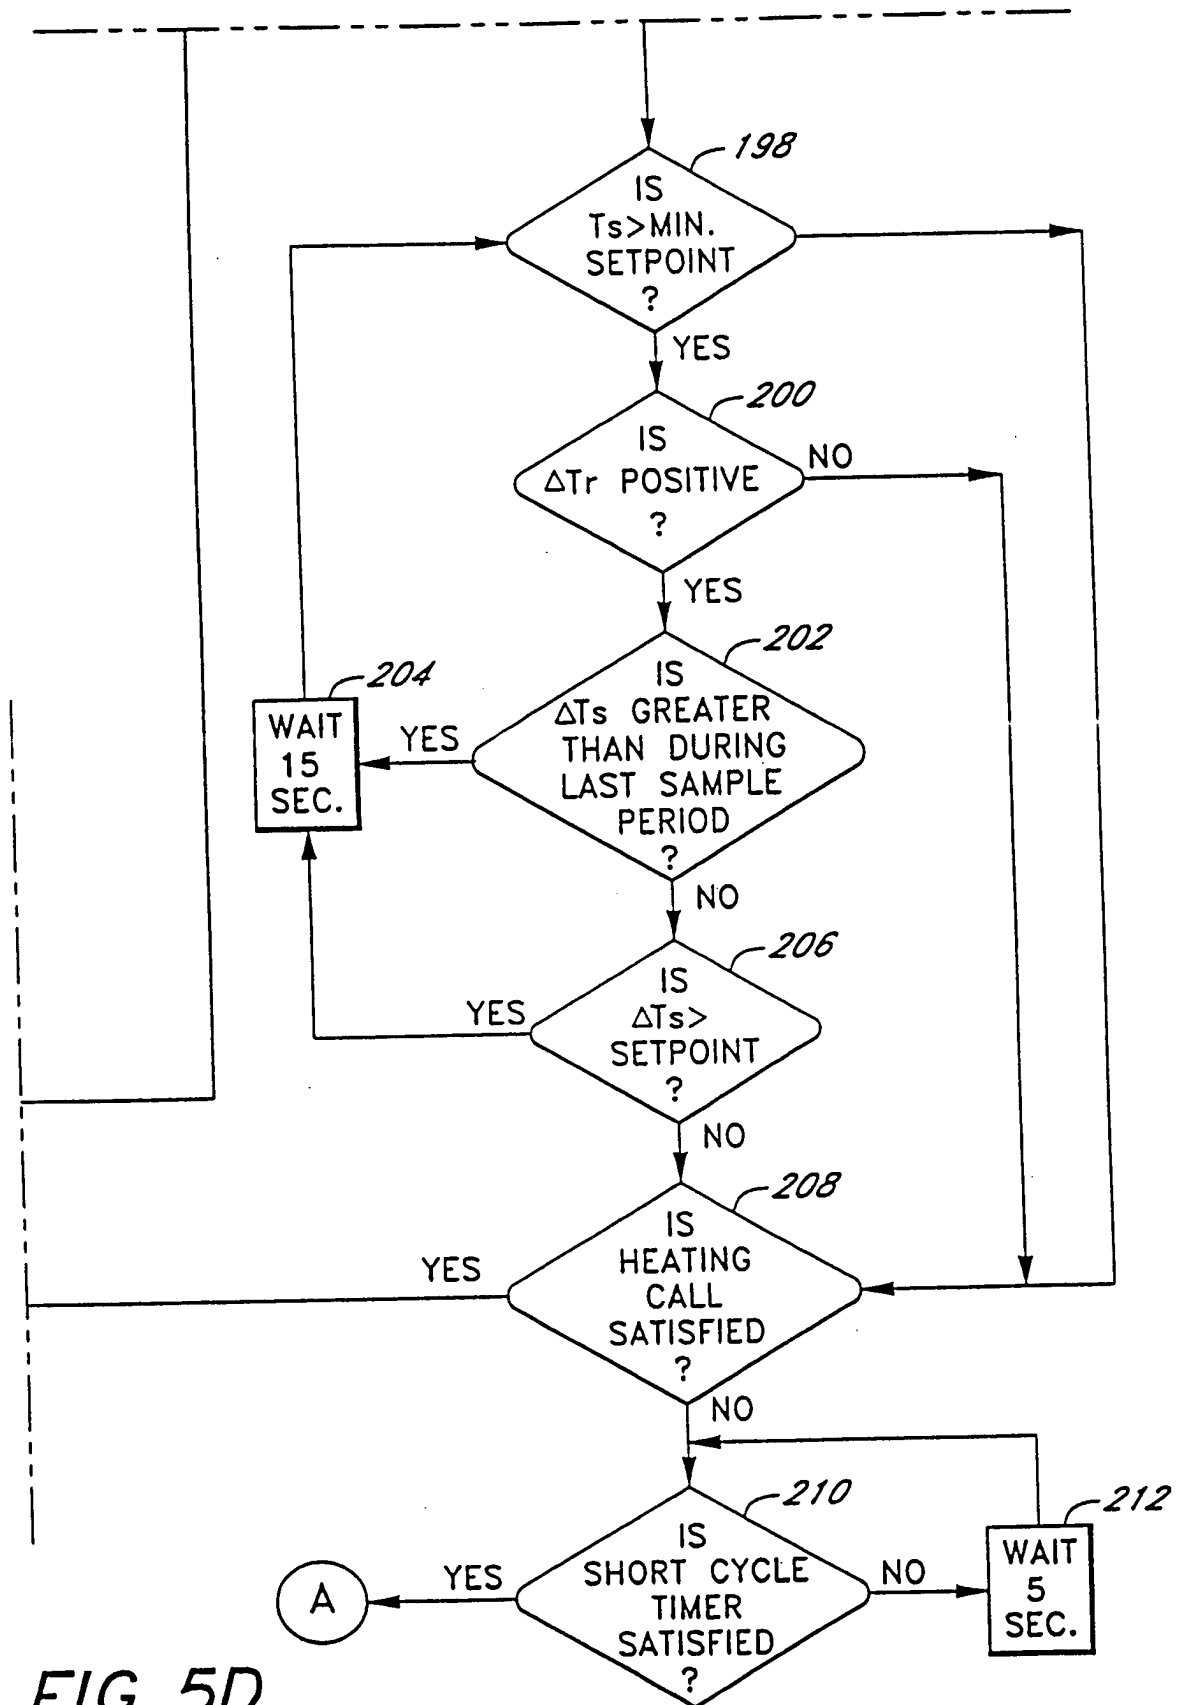 198
IS
Ts>MIN.
SETPOINT
?
YES
200
IS
ΔTr POSITIVE
?
NO
YES
202
IS
ΔTs GREATER
THAN DURING
LAST SAMPLE
PERIOD
?
YES
204
WAIT
15
SEC.
NO
206
IS
ΔTs>
SETPOINT
?
YES
NO
208
IS
HEATING
CALL
SATISFIED
?
YES
NO
210
IS
SHORT CYCLE
TIMER
SATISFIED
?
YES
A
NO
212
WAIT
5
SEC.
FIG. 5D